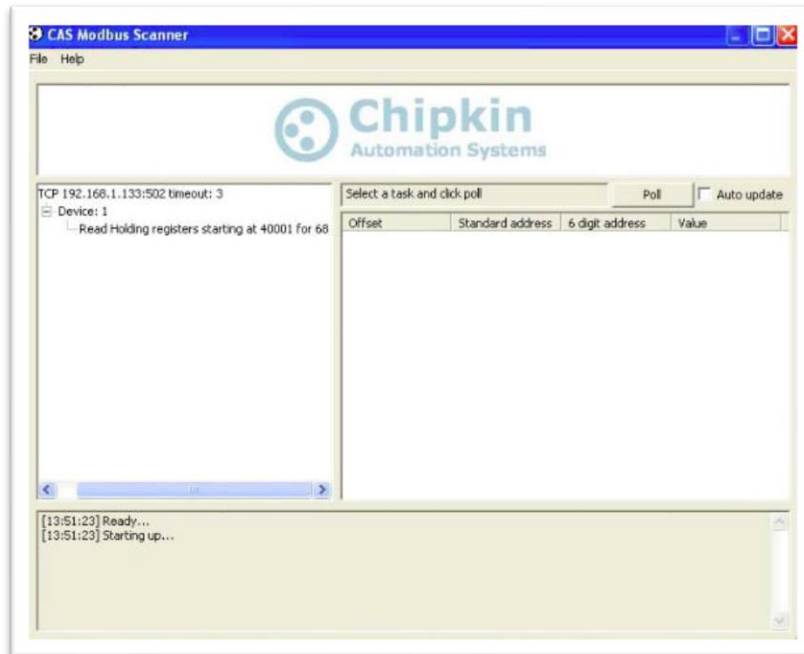 CAS Modbus Scanner
File Help
Chipkin
Automation Systems
TCP 192.168.1.133:502 timeout: 3
Device: 1
Read Holding registers starting at 40001 for 68
Select a task and click poll Poll Auto update
Offset Standard address 6 digit address Value
[13:51:23] Ready...
[13:51:23] Starting up...